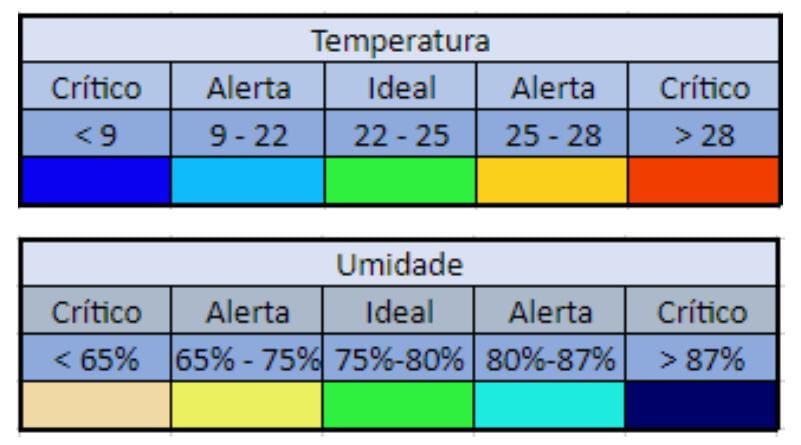 Temperatura
Crítico Alerta Ideal Alerta Crítico
< 9 9 - 22 22 - 25 25 - 28 > 28
Umidade
Crítico Alerta Ideal Alerta Crítico
< 65% 65% - 75% 75%-80% 80%-87% > 87%